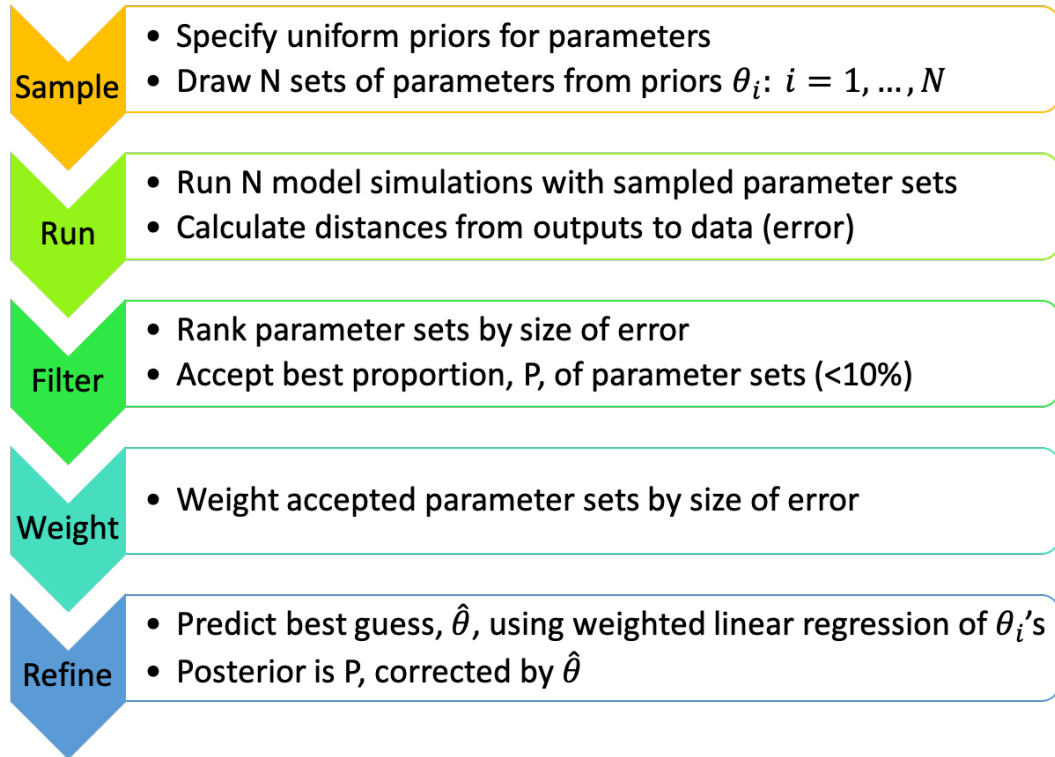 Sample
• Specify uniform priors for parameters
• Draw N sets of parameters from priors θᵢ: i = 1, … , N
Run
• Run N model simulations with sampled parameter sets
• Calculate distances from outputs to data (error)
Filter
• Rank parameter sets by size of error
• Accept best proportion, P, of parameter sets (<10%)
Weight
• Weight accepted parameter sets by size of error
Refine
• Predict best guess, θ̂, using weighted linear regression of θᵢ's
• Posterior is P, corrected by θ̂